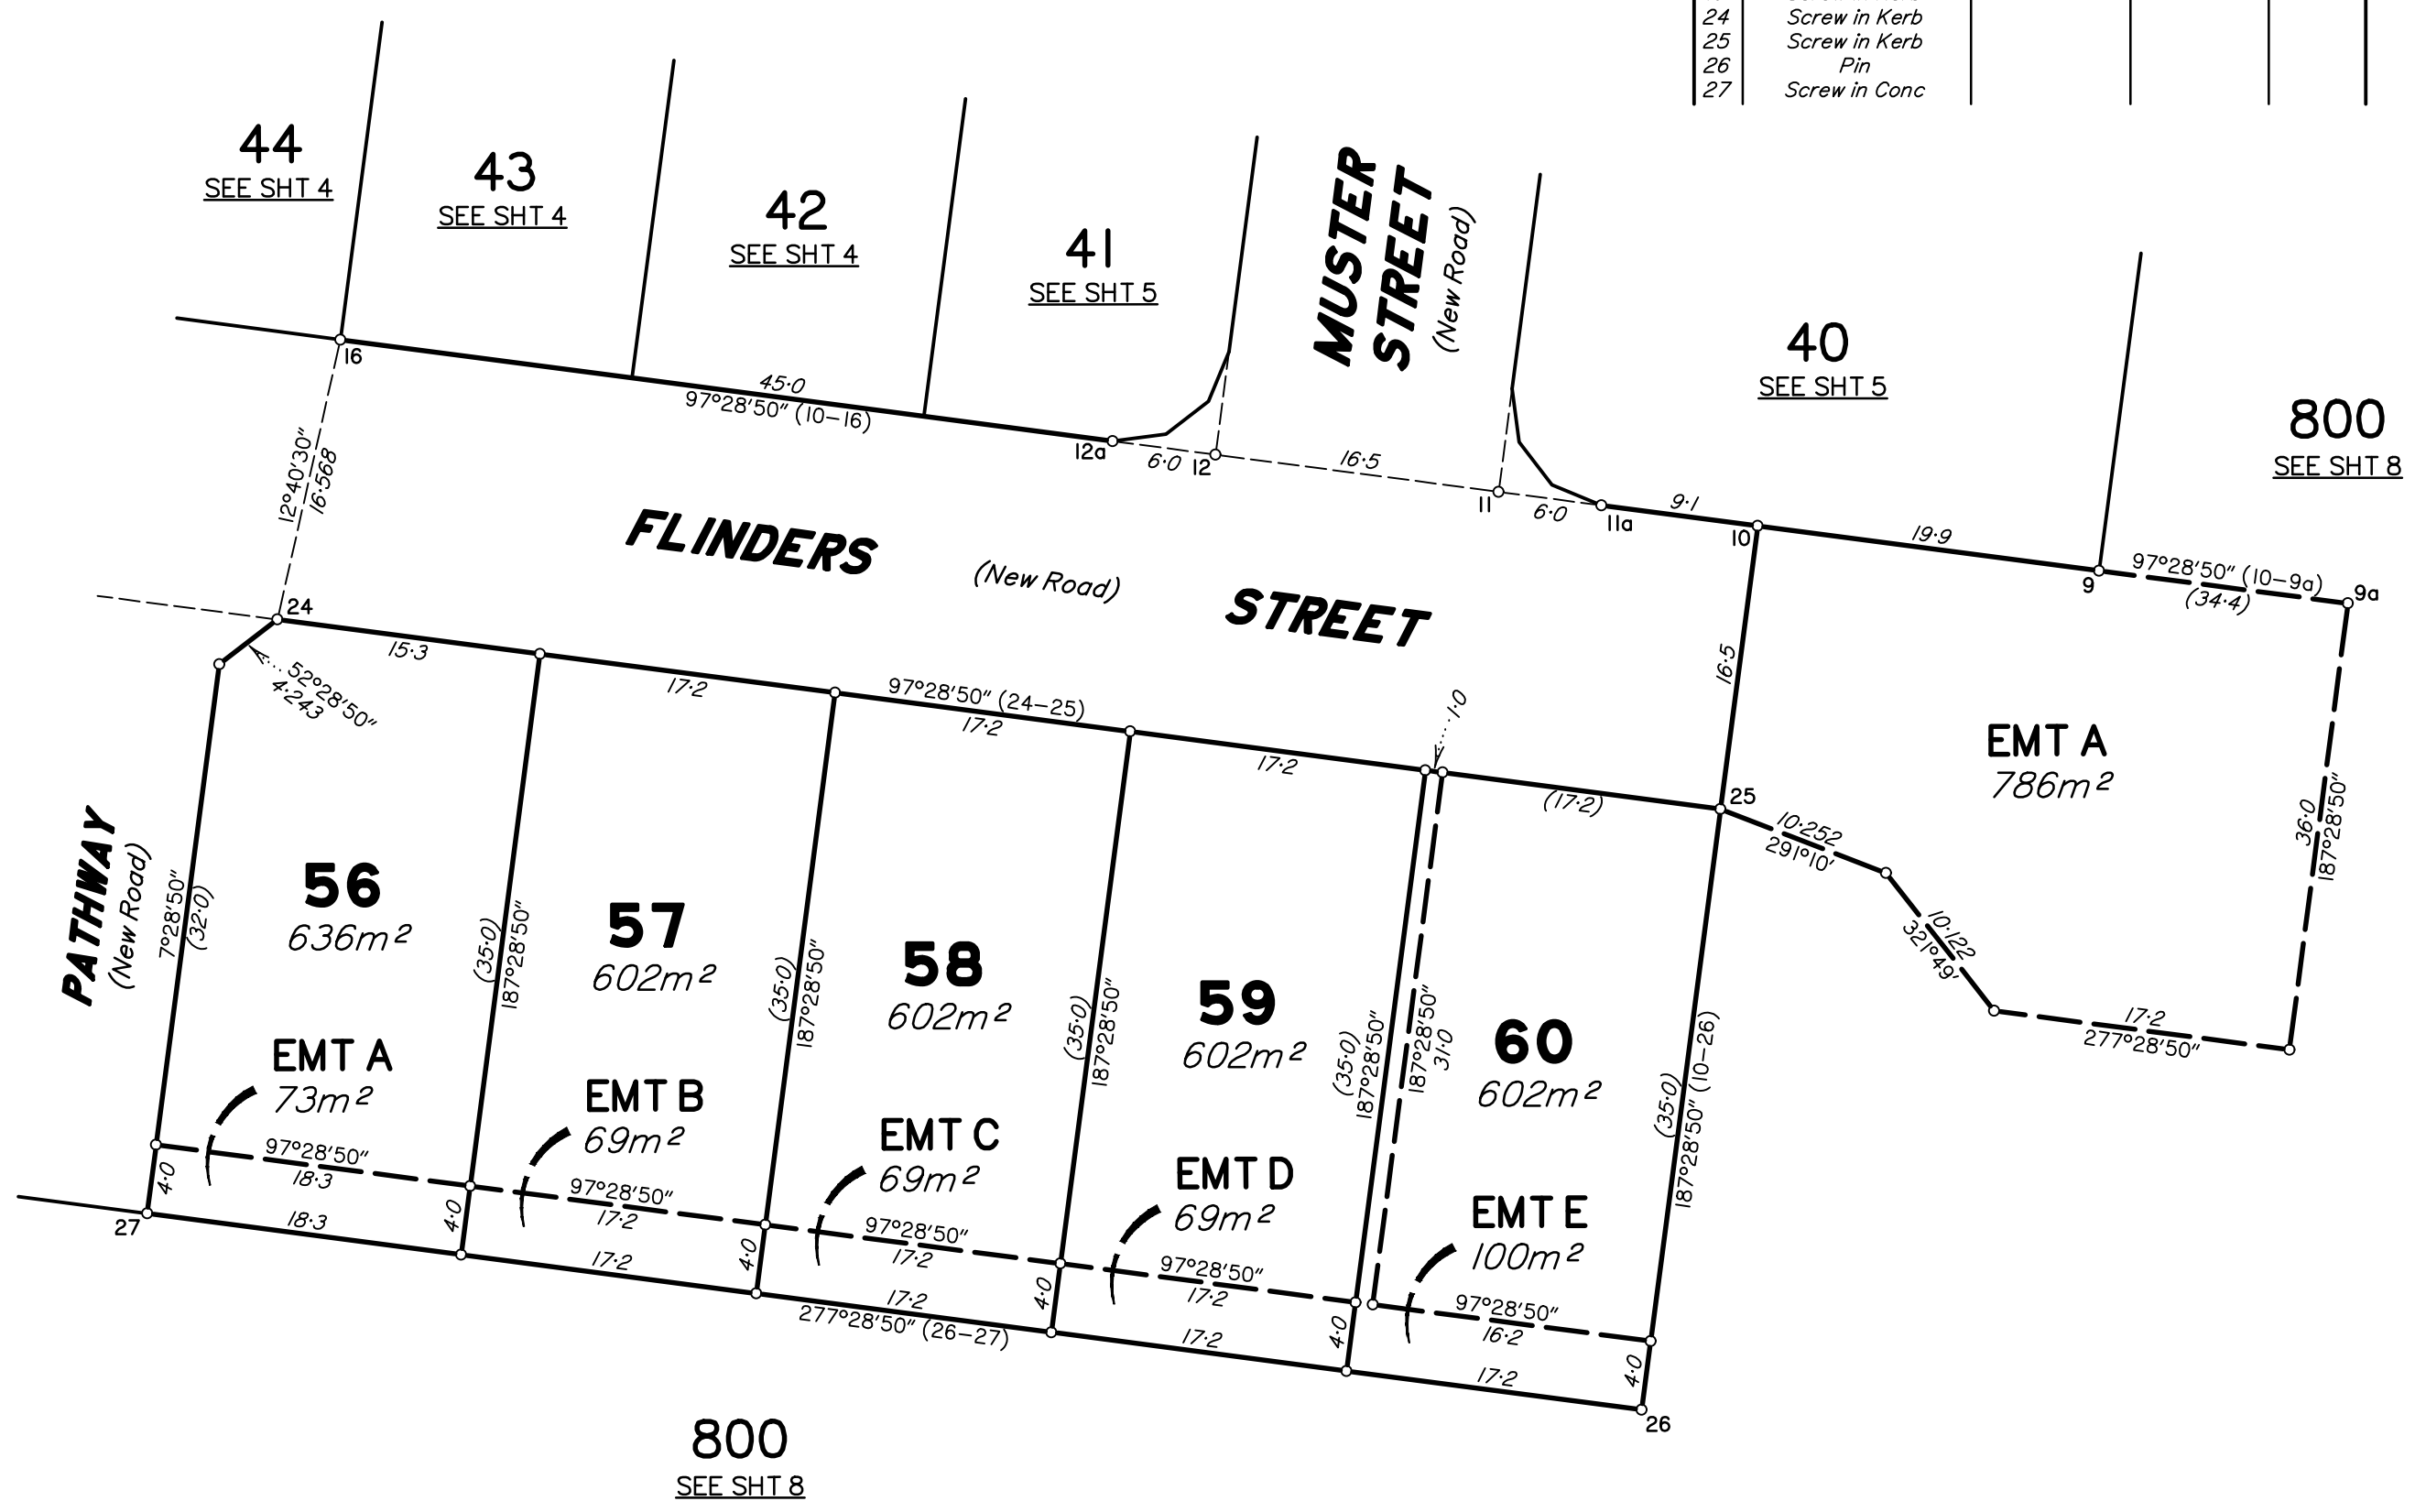 24 Screw in Kerb
25 Screw in Kerb
26 Pin
27 Screw in Conc
44
SEE SHT 4
43
SEE SHT 4
42
SEE SHT 4
41
SEE SHT 5
MUSTER
STREET
(New Road)
40
SEE SHT 5
800
SEE SHT 8
16
45·0
97°28'50" (10–16)
12a
6·0
12
16·5
11
6·0
11a
9·1
10
19·9
9
97°28'50" (10–9a)
(34·4)
9a
12°40'30"
16·568
FLINDERS
(New Road)
STREET
24
15·3
52°28'50"
4·243
17·2
97°28'50" (24–25)
17·2
17·2
1·0
(17·2)
25
16·5
EMT A
786m²
10·252
291°10'
10·122
321°49'
17·2
277°28'50"
36·0
187°28'50"
PATHWAY
(New Road)
7°28'50"
(32·0)
56
636m²
(35·0)
187°28'50"
57
602m²
(35·0)
187°28'50"
58
602m²
(35·0)
187°28'50"
59
602m²
(35·0)
187°28'50"
187°28'50"
31·0
60
602m²
(35·0)
187°28'50" (10–26)
EMT A
73m²
EMT B
69m²
EMT C
69m²
EMT D
69m²
EMT E
100m²
4·0
97°28'50"
18·3
4·0
97°28'50"
17·2
4·0
97°28'50"
17·2
4·0
97°28'50"
17·2
4·0
97°28'50"
16·2
4·0
27
18·3
17·2
17·2
277°28'50" (26–27)
17·2
17·2
26
800
SEE SHT 8